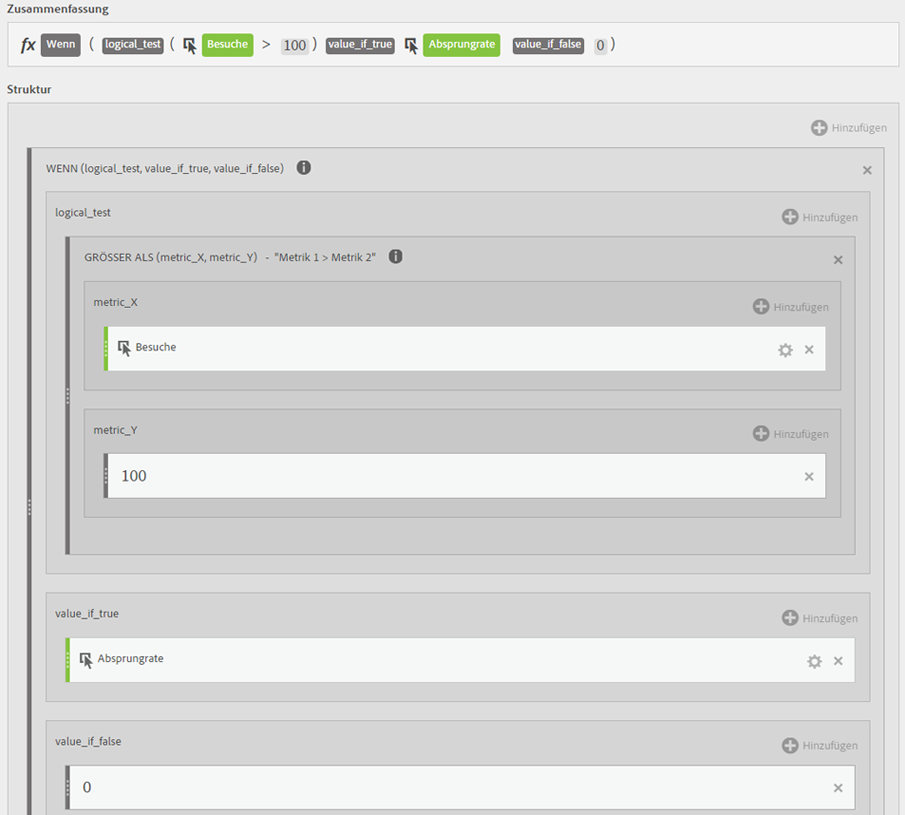 Zusammenfassung
fx Wenn ( logical_test ( Besuche > 100 ) value_if_true Absprungrate value_if_false 0 )
Struktur
Hinzufügen
WENN (logical_test, value_if_true, value_if_false)
logical_test
Hinzufügen
GRÖSSER ALS (metric_X, metric_Y) - "Metrik 1 > Metrik 2"
metric_X
Hinzufügen
Besuche
metric_Y
Hinzufügen
100
value_if_true
Hinzufügen
Absprungrate
value_if_false
Hinzufügen
0